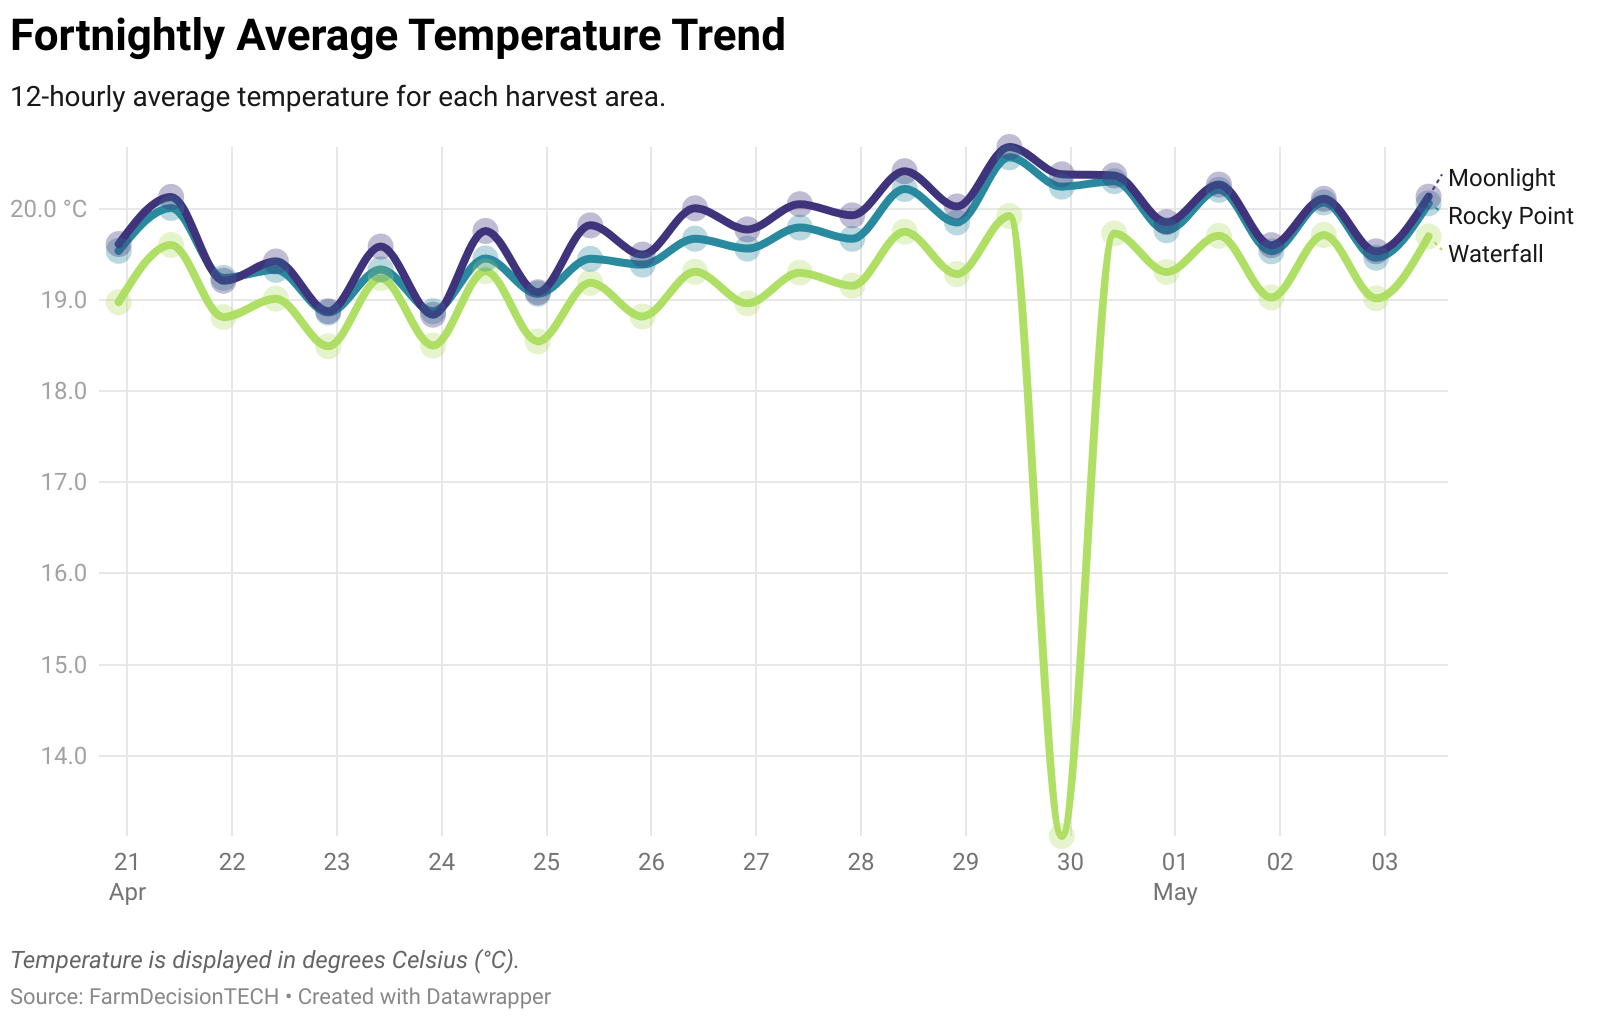 Fortnightly Average Temperature Trend
12-hourly average temperature for each harvest area.
Moonlight
Rocky Point
Waterfall
20.0 °C
19.0
18.0
17.0
16.0
15.0
14.0
21 22 23 24 25 26 27 28 29 30 01 02 03
Apr May
Temperature is displayed in degrees Celsius (°C).
Source: FarmDecisionTECH • Created with Datawrapper